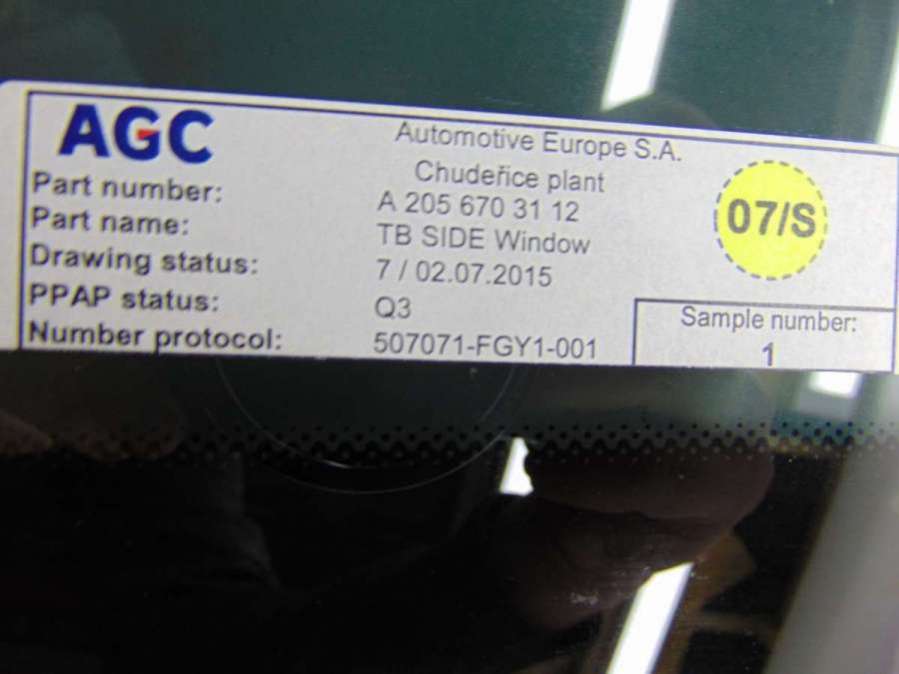 AGC
Automotive Europe S.A.
Chudeřice plant
Part number: A 205 670 31 12
Part name: TB SIDE Window
Drawing status: 7 / 02.07.2015
PPAP status: Q3
Number protocol: 507071-FGY1-001
07/S
Sample number:
1